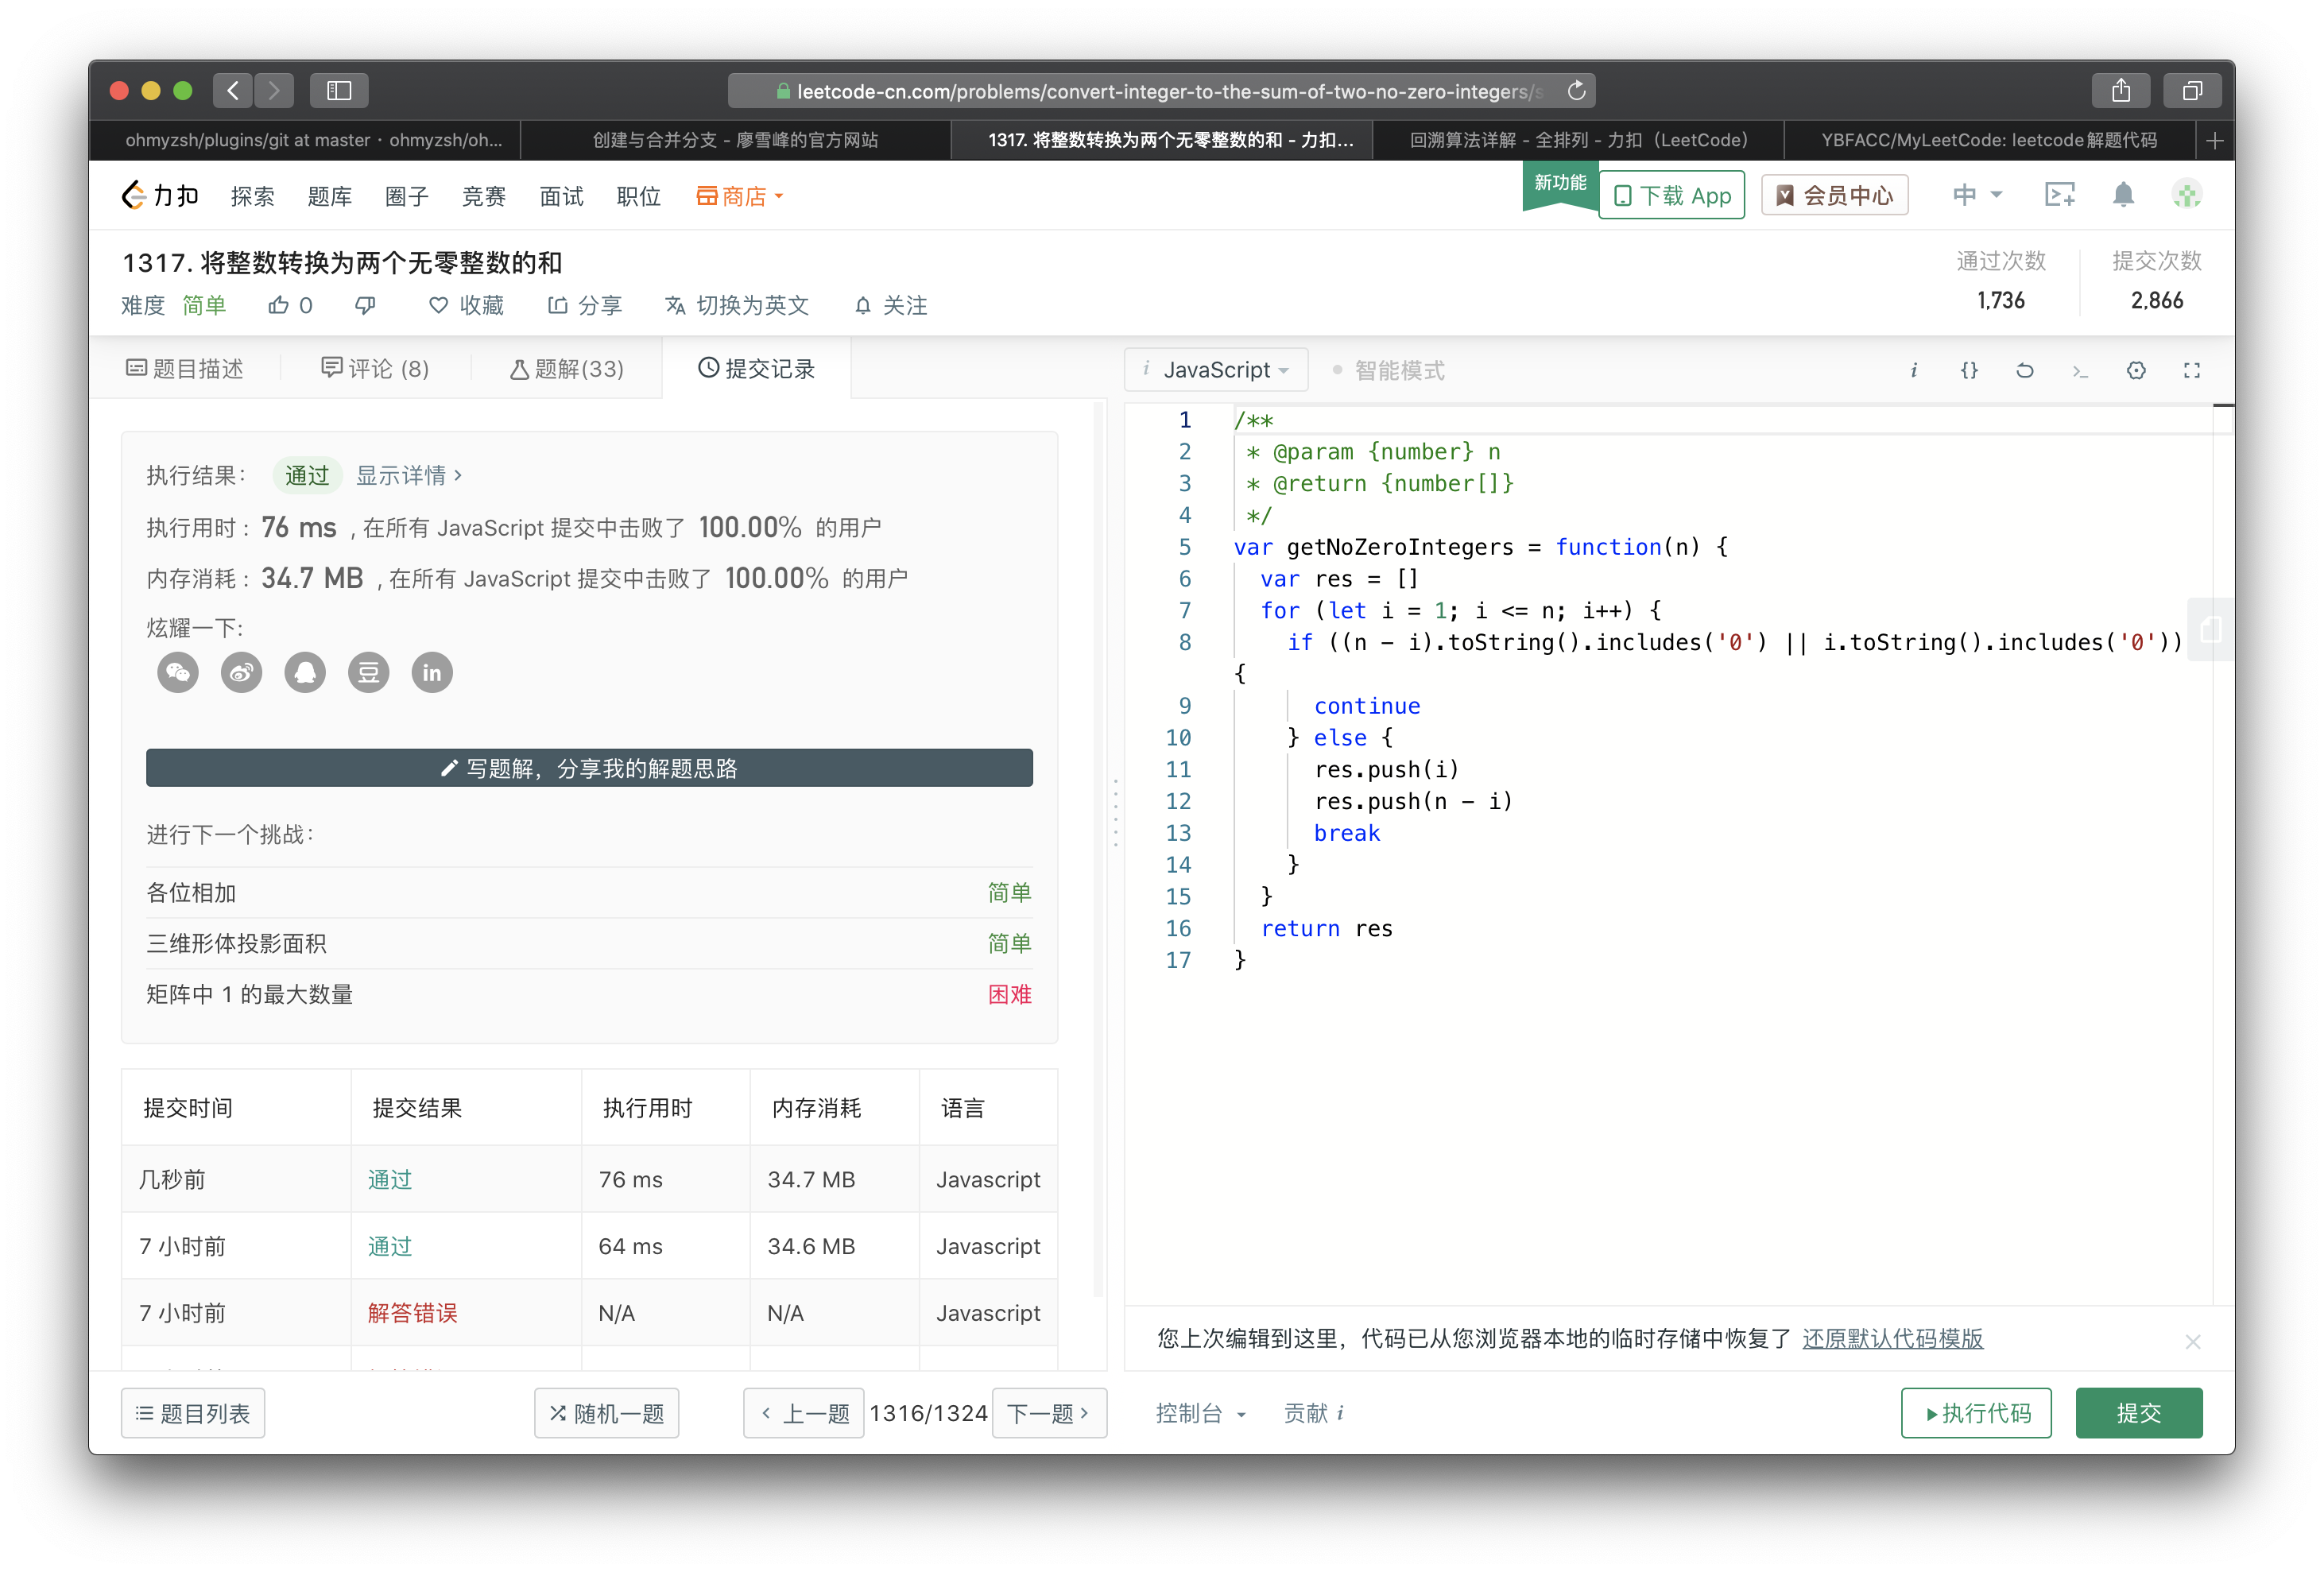 leetcode-cn.com/problems/convert-integer-to-the-sum-of-two-no-zero-integers/s
ohmyzsh/plugins/git at master · ohmyzsh/oh...
创建与合并分支 - 廖雪峰的官方网站
1317. 将整数转换为两个无零整数的和 - 力扣...
回溯算法详解 - 全排列 - 力扣（LeetCode）
YBFACC/MyLeetCode: leetcode解题代码
力扣 探索 题库 圈子 竞赛 面试 职位 商店 新功能 下载 App 会员中心 中
1317. 将整数转换为两个无零整数的和
难度 简单 0 收藏 分享 切换为英文 关注
通过次数 提交次数
1,736 2,866
题目描述 评论 (8) 题解(33) 提交记录
执行结果： 通过 显示详情 >
执行用时 : 76 ms , 在所有 JavaScript 提交中击败了 100.00% 的用户
内存消耗 : 34.7 MB , 在所有 JavaScript 提交中击败了 100.00% 的用户
炫耀一下:
豆 in
写题解，分享我的解题思路
进行下一个挑战：
各位相加 简单
三维形体投影面积 简单
矩阵中 1 的最大数量 困难
提交时间 提交结果 执行用时 内存消耗 语言
几秒前 通过 76 ms 34.7 MB Javascript
7 小时前 通过 64 ms 34.6 MB Javascript
7 小时前 解答错误 N/A N/A Javascript
题目列表 随机一题 < 上一题 1316/1324 下一题 >
i JavaScript 智能模式 i {} >_
1 /**
2 * @param {number} n
3 * @return {number[]}
4 */
5 var getNoZeroIntegers = function(n) {
6 var res = []
7 for (let i = 1; i <= n; i++) {
8 if ((n - i).toString().includes('0') || i.toString().includes('0'))
{
9 continue
10 } else {
11 res.push(i)
12 res.push(n - i)
13 break
14 }
15 }
16 return res
17 }
您上次编辑到这里，代码已从您浏览器本地的临时存储中恢复了 还原默认代码模版
控制台 贡献 i 执行代码 提交